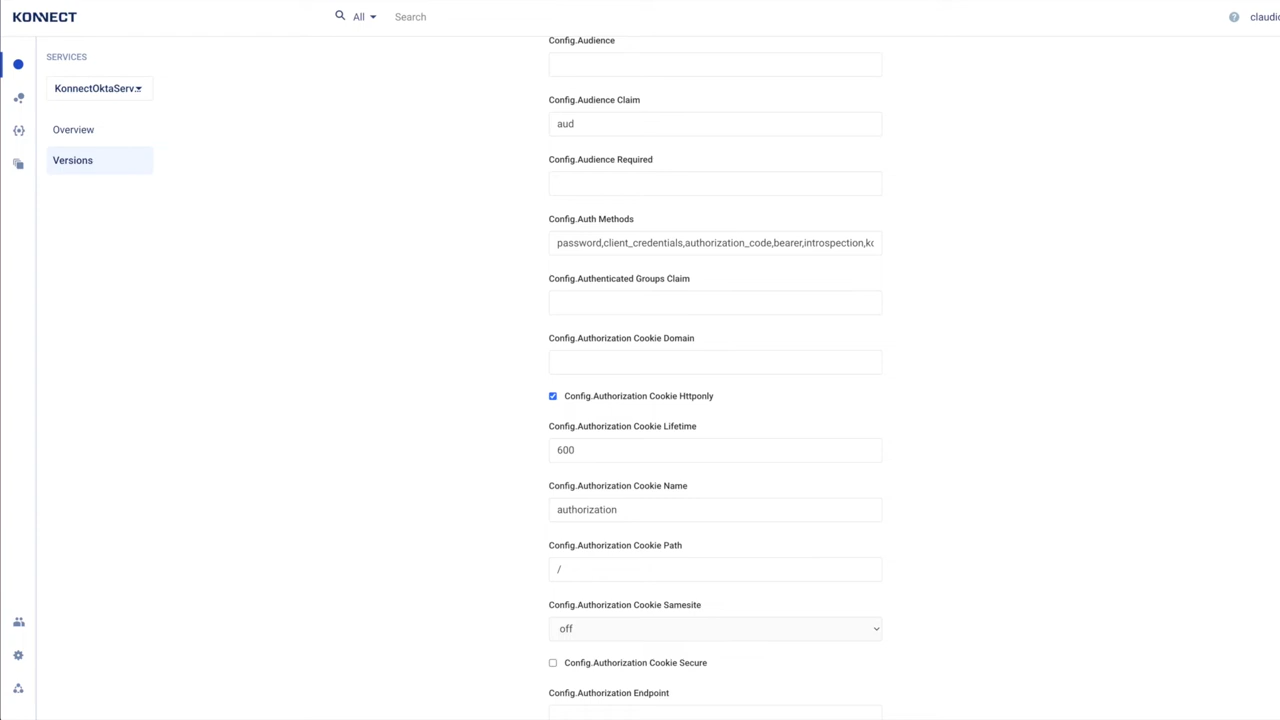 KONNECT
All
Search
claudio
SERVICES
KonnectOktaServ..
Overview
Versions
Config.Audience
Config.Audience Claim
aud
Config.Audience Required
Config.Auth Methods
password,client_credentials,authorization_code,bearer,introspection,kc
Config.Authenticated Groups Claim
Config.Authorization Cookie Domain
Config.Authorization Cookie Httponly
Config.Authorization Cookie Lifetime
600
Config.Authorization Cookie Name
authorization
Config.Authorization Cookie Path
/
Config.Authorization Cookie Samesite
off
Config.Authorization Cookie Secure
Config.Authorization Endpoint